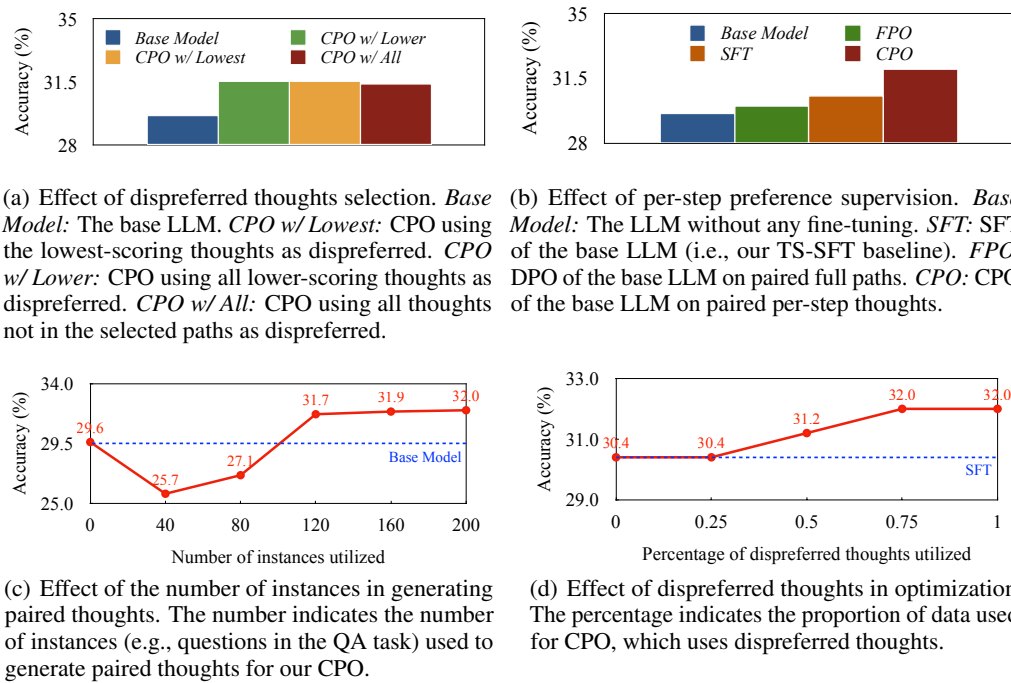 35
Accuracy (%)
Base Model
CPO w/ Lower
CPO w/ Lowest
CPO w/ All
31.5
28
(a) Effect of dispreferred thoughts selection. Base
Model: The base LLM. CPO w/ Lowest: CPO using
the lowest-scoring thoughts as dispreferred. CPO
w/ Lower: CPO using all lower-scoring thoughts as
dispreferred. CPO w/ All: CPO using all thoughts
not in the selected paths as dispreferred.
35
Accuracy (%)
Base Model
FPO
SFT
CPO
31.5
28
(b) Effect of per-step preference supervision. Base
Model: The LLM without any fine-tuning. SFT: SFT
of the base LLM (i.e., our TS-SFT baseline). FPO
DPO of the base LLM on paired full paths. CPO: CPO
of the base LLM on paired per-step thoughts.
34.0
Accuracy (%)
29.6
31.7
31.9
32.0
29.5
Base Model
25.7
27.1
25.0
0
40
80
120
160
200
Number of instances utilized
(c) Effect of the number of instances in generating
paired thoughts. The number indicates the number
of instances (e.g., questions in the QA task) used to
generate paired thoughts for our CPO.
33.0
Accuracy (%)
32.0
32.0
31.2
31.0
30.4
30.4
SFT
29.0
0
0.25
0.5
0.75
1
Percentage of dispreferred thoughts utilized
(d) Effect of dispreferred thoughts in optimization
The percentage indicates the proportion of data used
for CPO, which uses dispreferred thoughts.